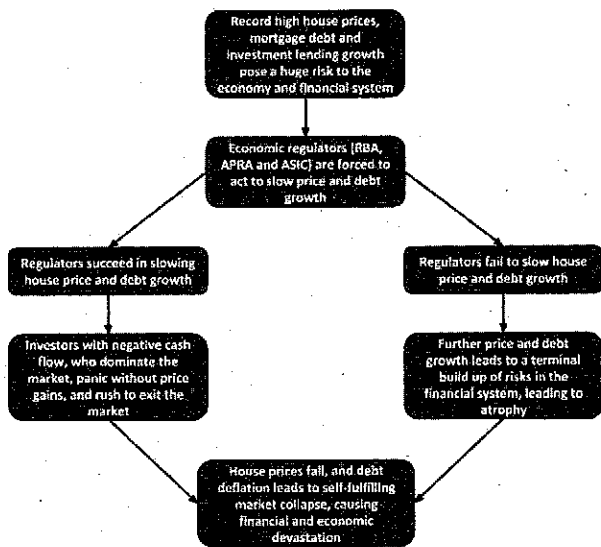 Record high house prices,
mortgage debt and
investment lending growth
pose a huge risk to the
economy and financial system
Economic regulators (RBA,
APRA and ASIC) are forced to
act to slow price and debt
growth
Regulators succeed in slowing
house price and debt growth
Regulators fail to slow house
price and debt growth
Investors with negative cash
flow, who dominate the
market, panic without price
gains, and rush to exit the
market
Further price and debt
growth leads to a terminal
build up of risks in the
financial system, leading to
atrophy
House prices fall, and debt
deflation leads to self-fulfilling
market collapse, causing
financial and economic
devastation